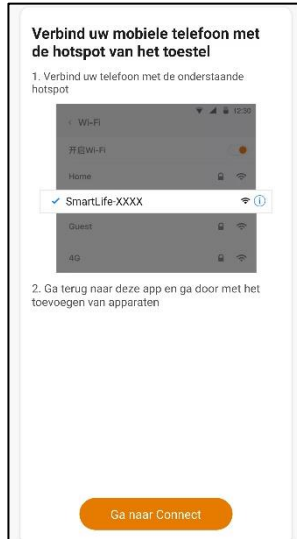 Verbind uw mobiele telefoon met
de hotspot van het toestel
1. Verbind uw telefoon met de onderstaande
hotspot
12:30
Wi-Fi
开启Wi-Fi
Home
SmartLife-XXXX
Guest
4G
2. Ga terug naar deze app en ga door met het
toevoegen van apparaten
Ga naar Connect